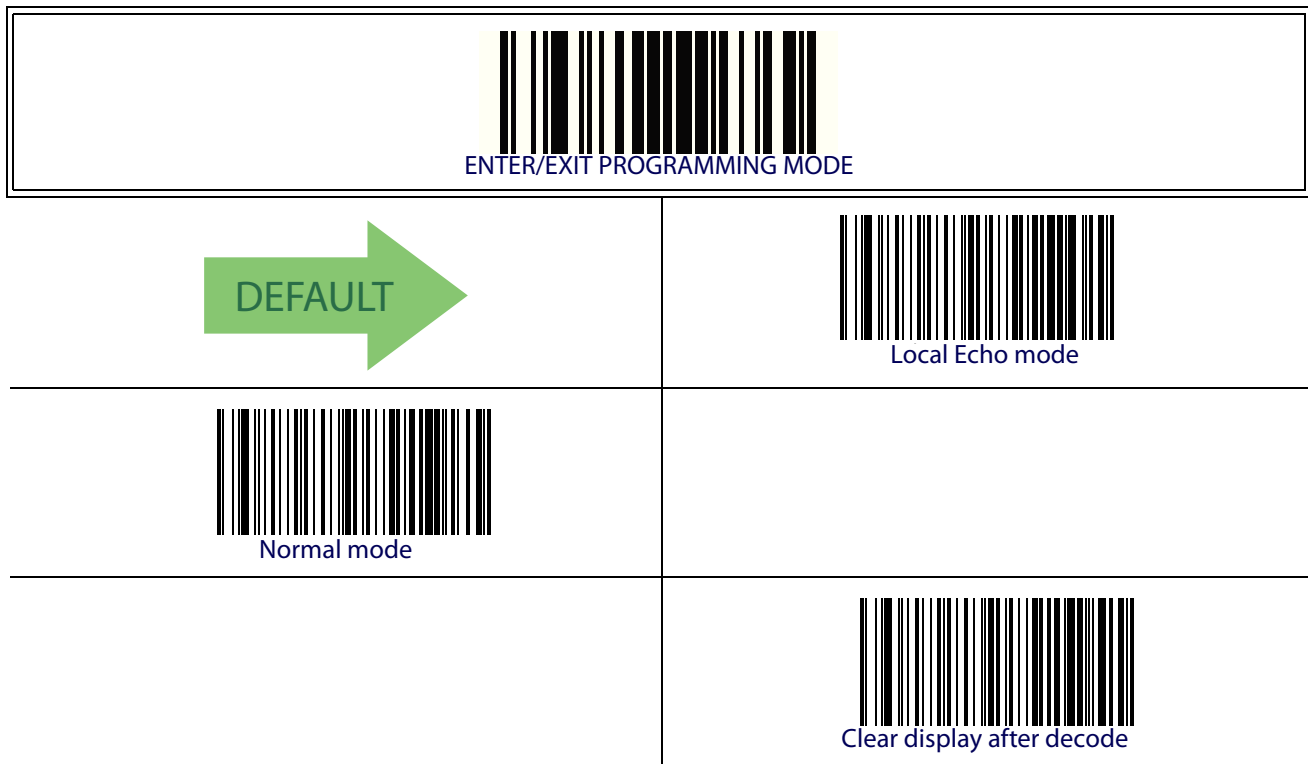 ENTER/EXIT PROGRAMMING MODE
DEFAULT
Local Echo mode
Normal mode
Clear display after decode